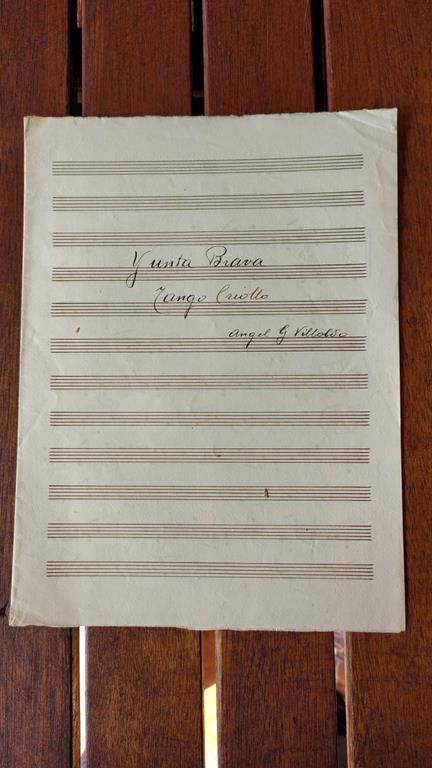 Yunta Brava
Tango Criollo
Angel G Villoldo